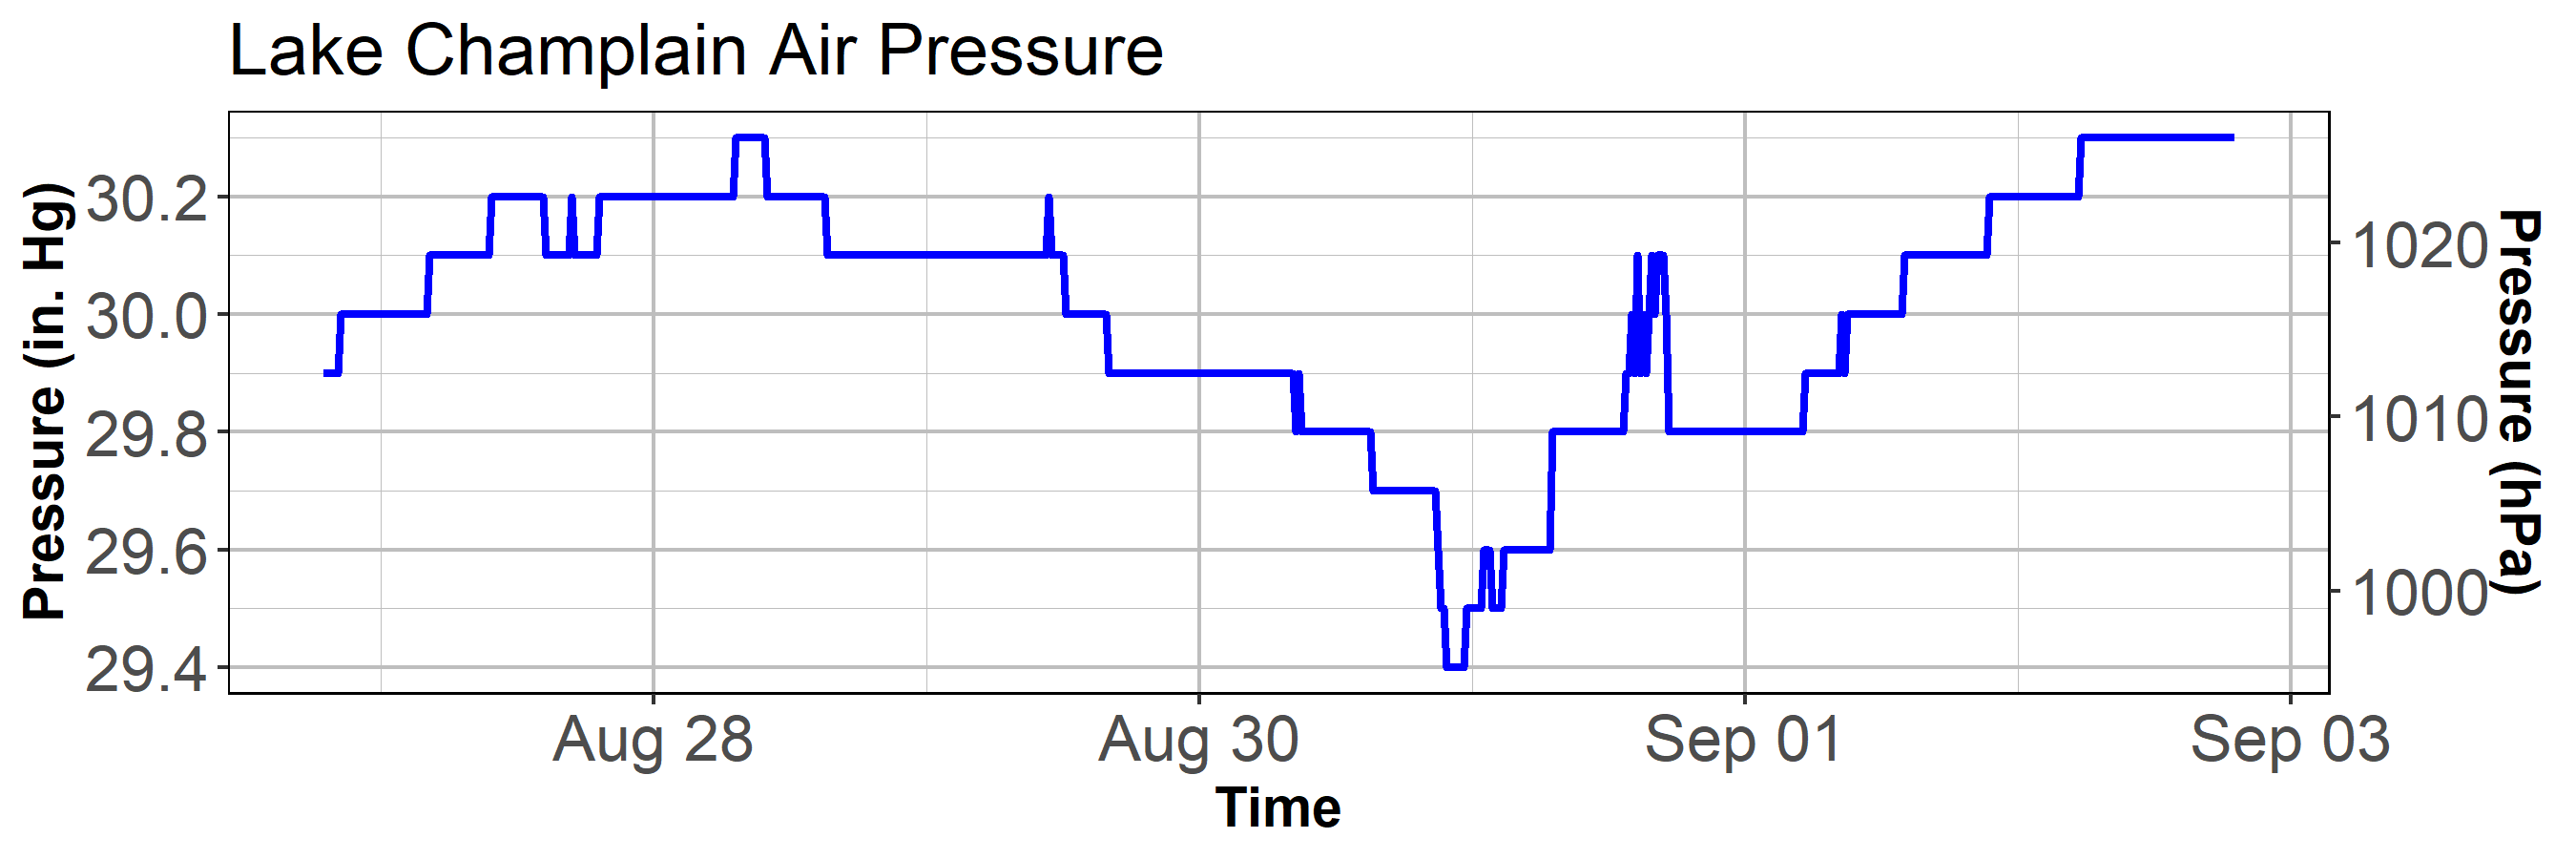 Lake Champlain Air Pressure
Pressure (in. Hg)
30.2
30.0
29.8
29.6
29.4
1020
1010
1000
Pressure (hPa)
Aug 28
Aug 30
Sep 01
Sep 03
Time